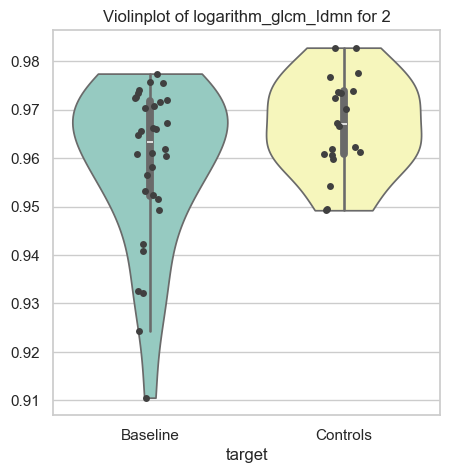 Violinplot of logarithm_glcm_Idmn for 2
0.98
0.97
0.96
0.95
0.94
0.93
0.92
0.91
Baseline
Controls
target